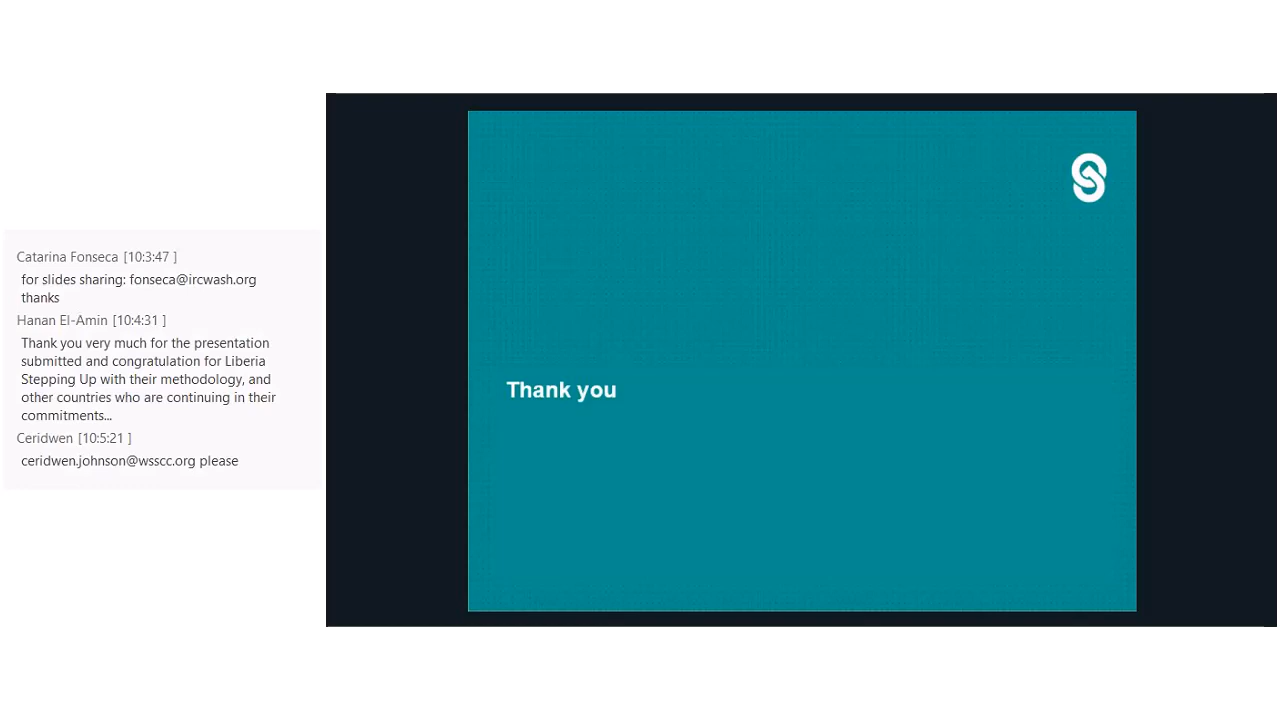 Catarina Fonseca [10:3:47 ]
for slides sharing: fonseca@ircwash.org
thanks
Hanan El-Amin [10:4:31 ]
Thank you very much for the presentation
submitted and congratulation for Liberia
Stepping Up with their methodology, and
other countries who are continuing in their
commitments...
Ceridwen [10:5:21 ]
ceridwen.johnson@wsscc.org please
Thank you